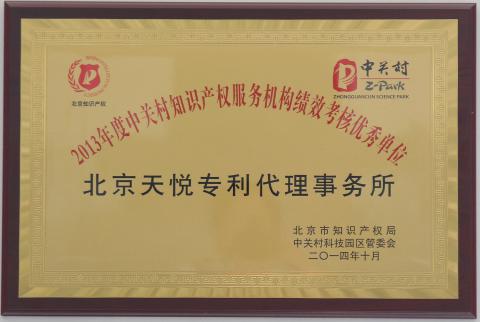 北京知识产权
中关村
Z-Park
ZHONGGUANCUN SCIENCE PARK
2013年度中关村知识产权服务机构绩效考核优秀单位
北京天悦专利代理事务所
北京市知识产权局
中关村科技园区管委会
二〇一四年十月